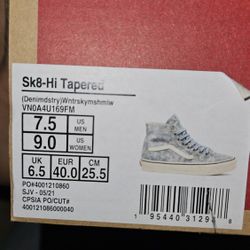 Sk8-Hi Tapered
(Denimdstry)Wntrskymshmlw
VN0A4U169FM
7.5 US MEN
9.0 US WOMEN
UK 6.5 EUR 40.0 CM 25.5
PO#4001210860
SJV - 05/21
CPSIA PO/CUT#
400121086000040
1 95440 31294 8